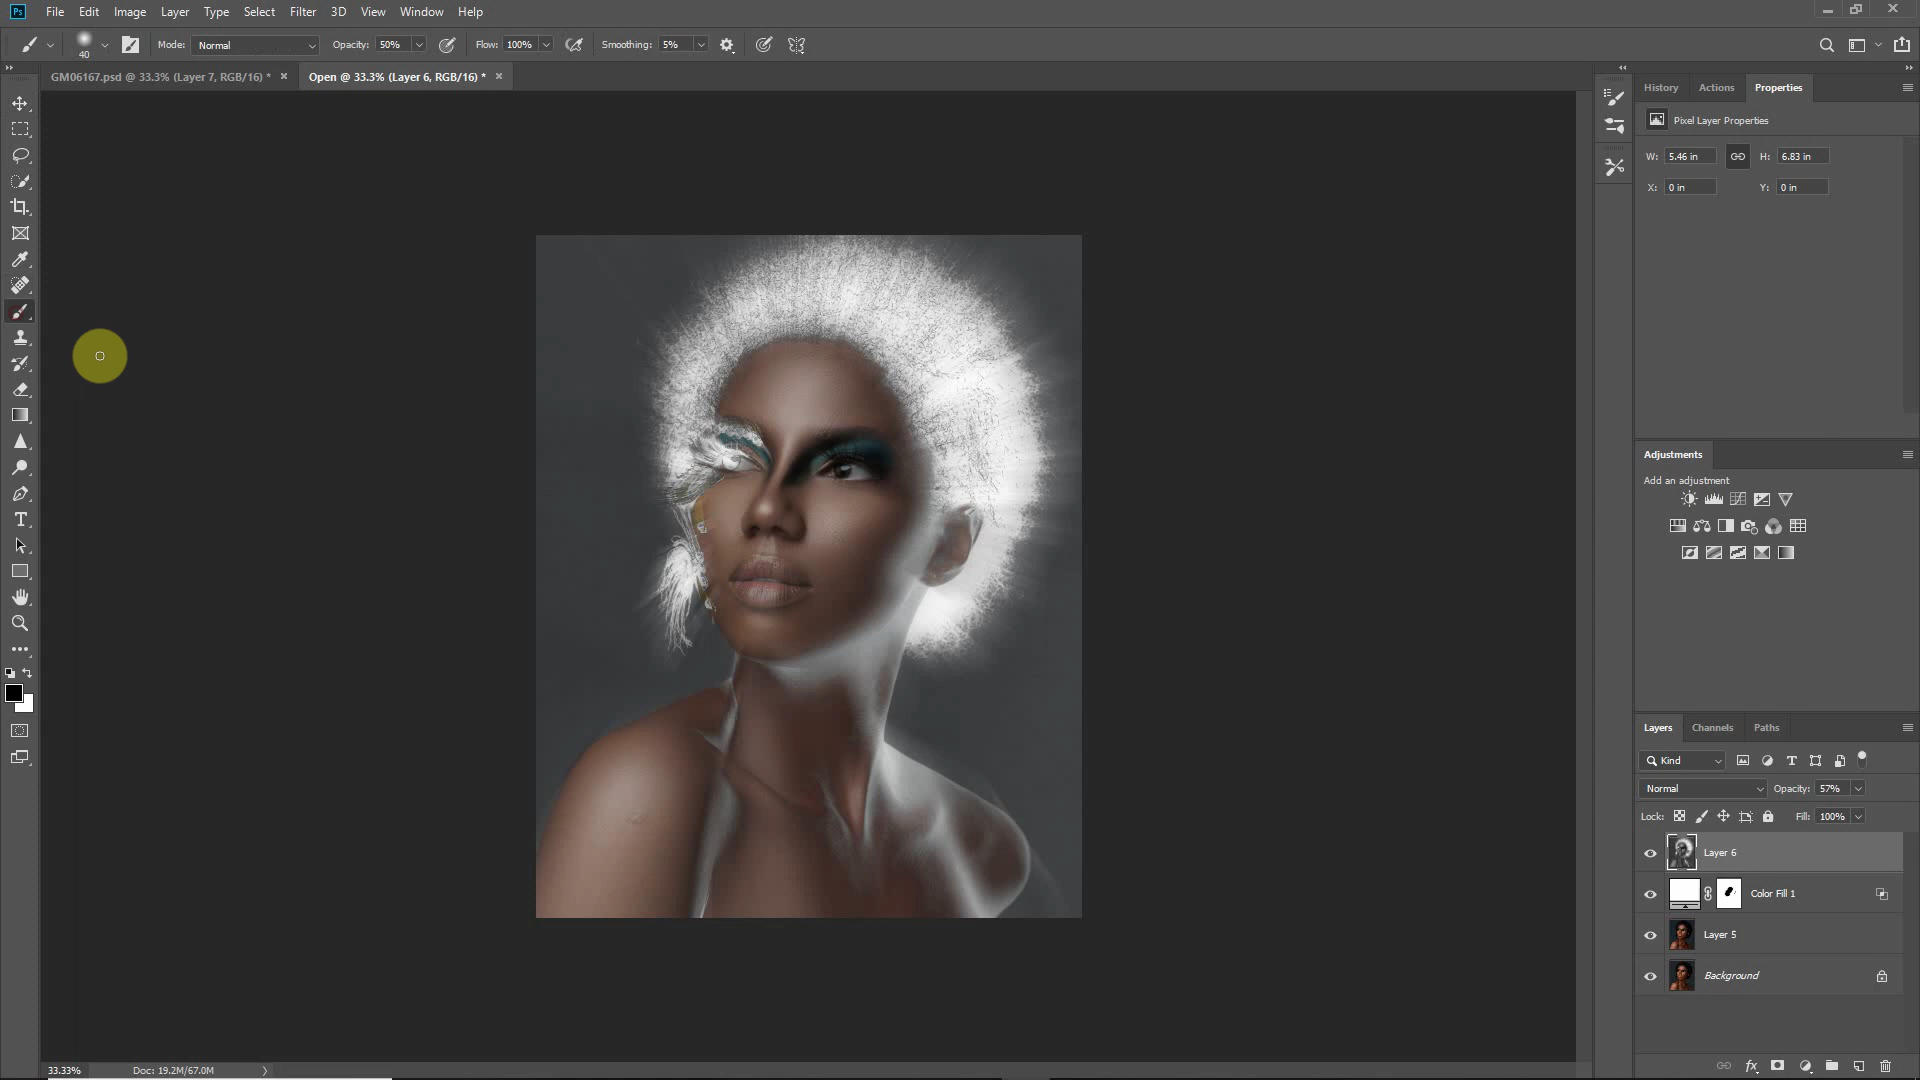 Ps File Edit Image Layer Type Select Filter 3D View Window Help
40 Mode: Normal Opacity: 50% Flow: 100% Smoothing: 5%
GM06167.psd @ 33.3% (Layer 7, RGB/16) * × Open @ 33.3% (Layer 6, RGB/16) * ×
History Actions Properties
Pixel Layer Properties
W: 5.46 in H: 6.83 in
X: 0 in Y: 0 in
Adjustments
Add an adjustment
Layers Channels Paths
Kind
Normal Opacity: 57%
Lock: Fill: 100%
Layer 6
Color Fill 1
Layer 5
Background
33.33% Doc: 19.2M/67.0M